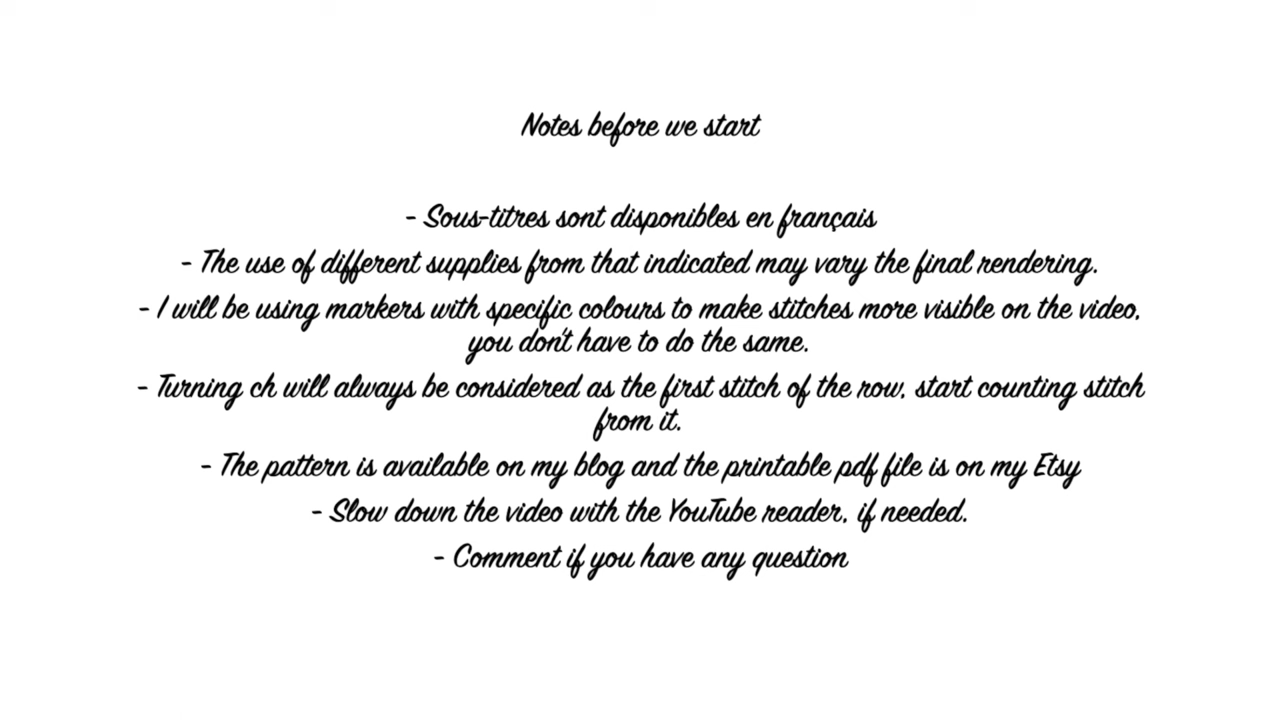 Notes before we start
- Sous-titres sont disponibles en français
- The use of different supplies from that indicated may vary the final rendering.
- I will be using markers with specific colours to make stitches more visible on the video,
you don't have to do the same.
- Turning ch will always be considered as the first stitch of the row, start counting stitch
from it.
- The pattern is available on my blog and the printable pdf file is on my Etsy
- Slow down the video with the YouTube reader, if needed.
- Comment if you have any question